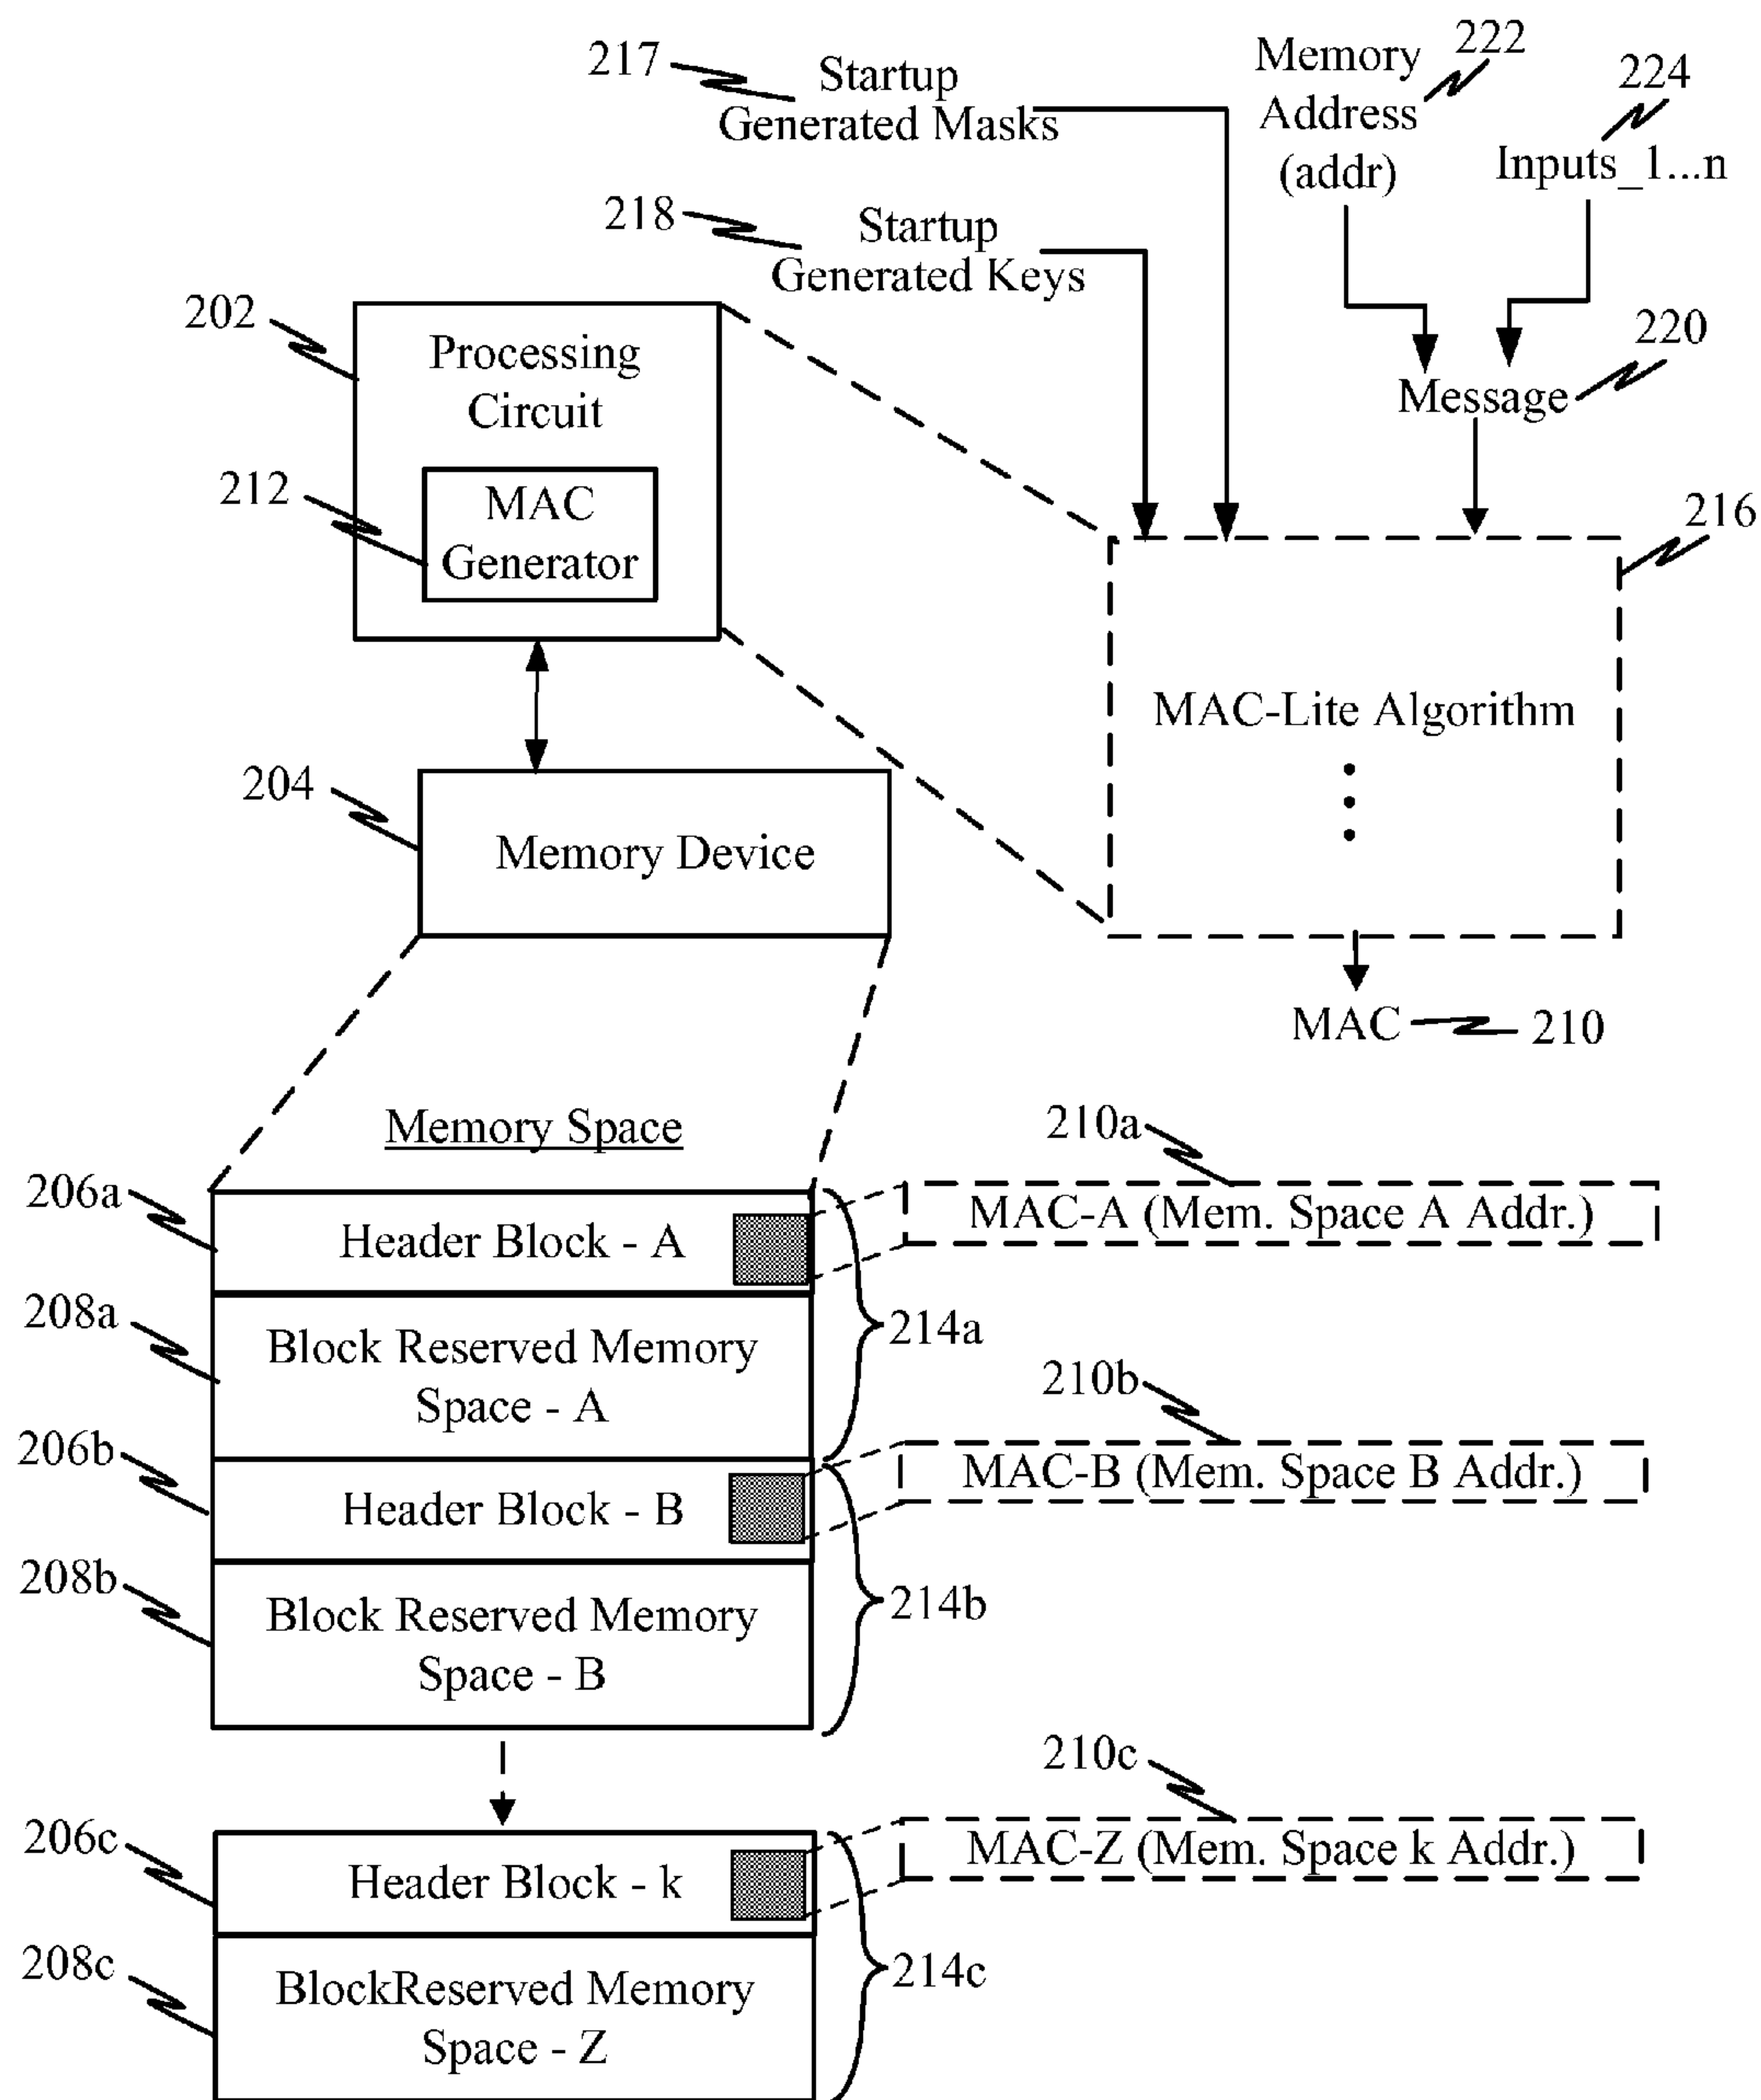 217
Startup
Generated Masks
Memory
Address
(addr)
222
224
Inputs_1...n
218
Startup
Generated Keys
220
Message
202
Processing
Circuit
212
MAC
Generator
216
MAC-Lite Algorithm
204
Memory Device
MAC
210
Memory Space
210a
206a
Header Block - A
MAC-A (Mem. Space A Addr.)
208a
Block Reserved Memory
Space - A
214a
210b
206b
Header Block - B
MAC-B (Mem. Space B Addr.)
208b
Block Reserved Memory
Space - B
214b
210c
206c
Header Block - k
MAC-Z (Mem. Space k Addr.)
208c
BlockReserved Memory
Space - Z
214c